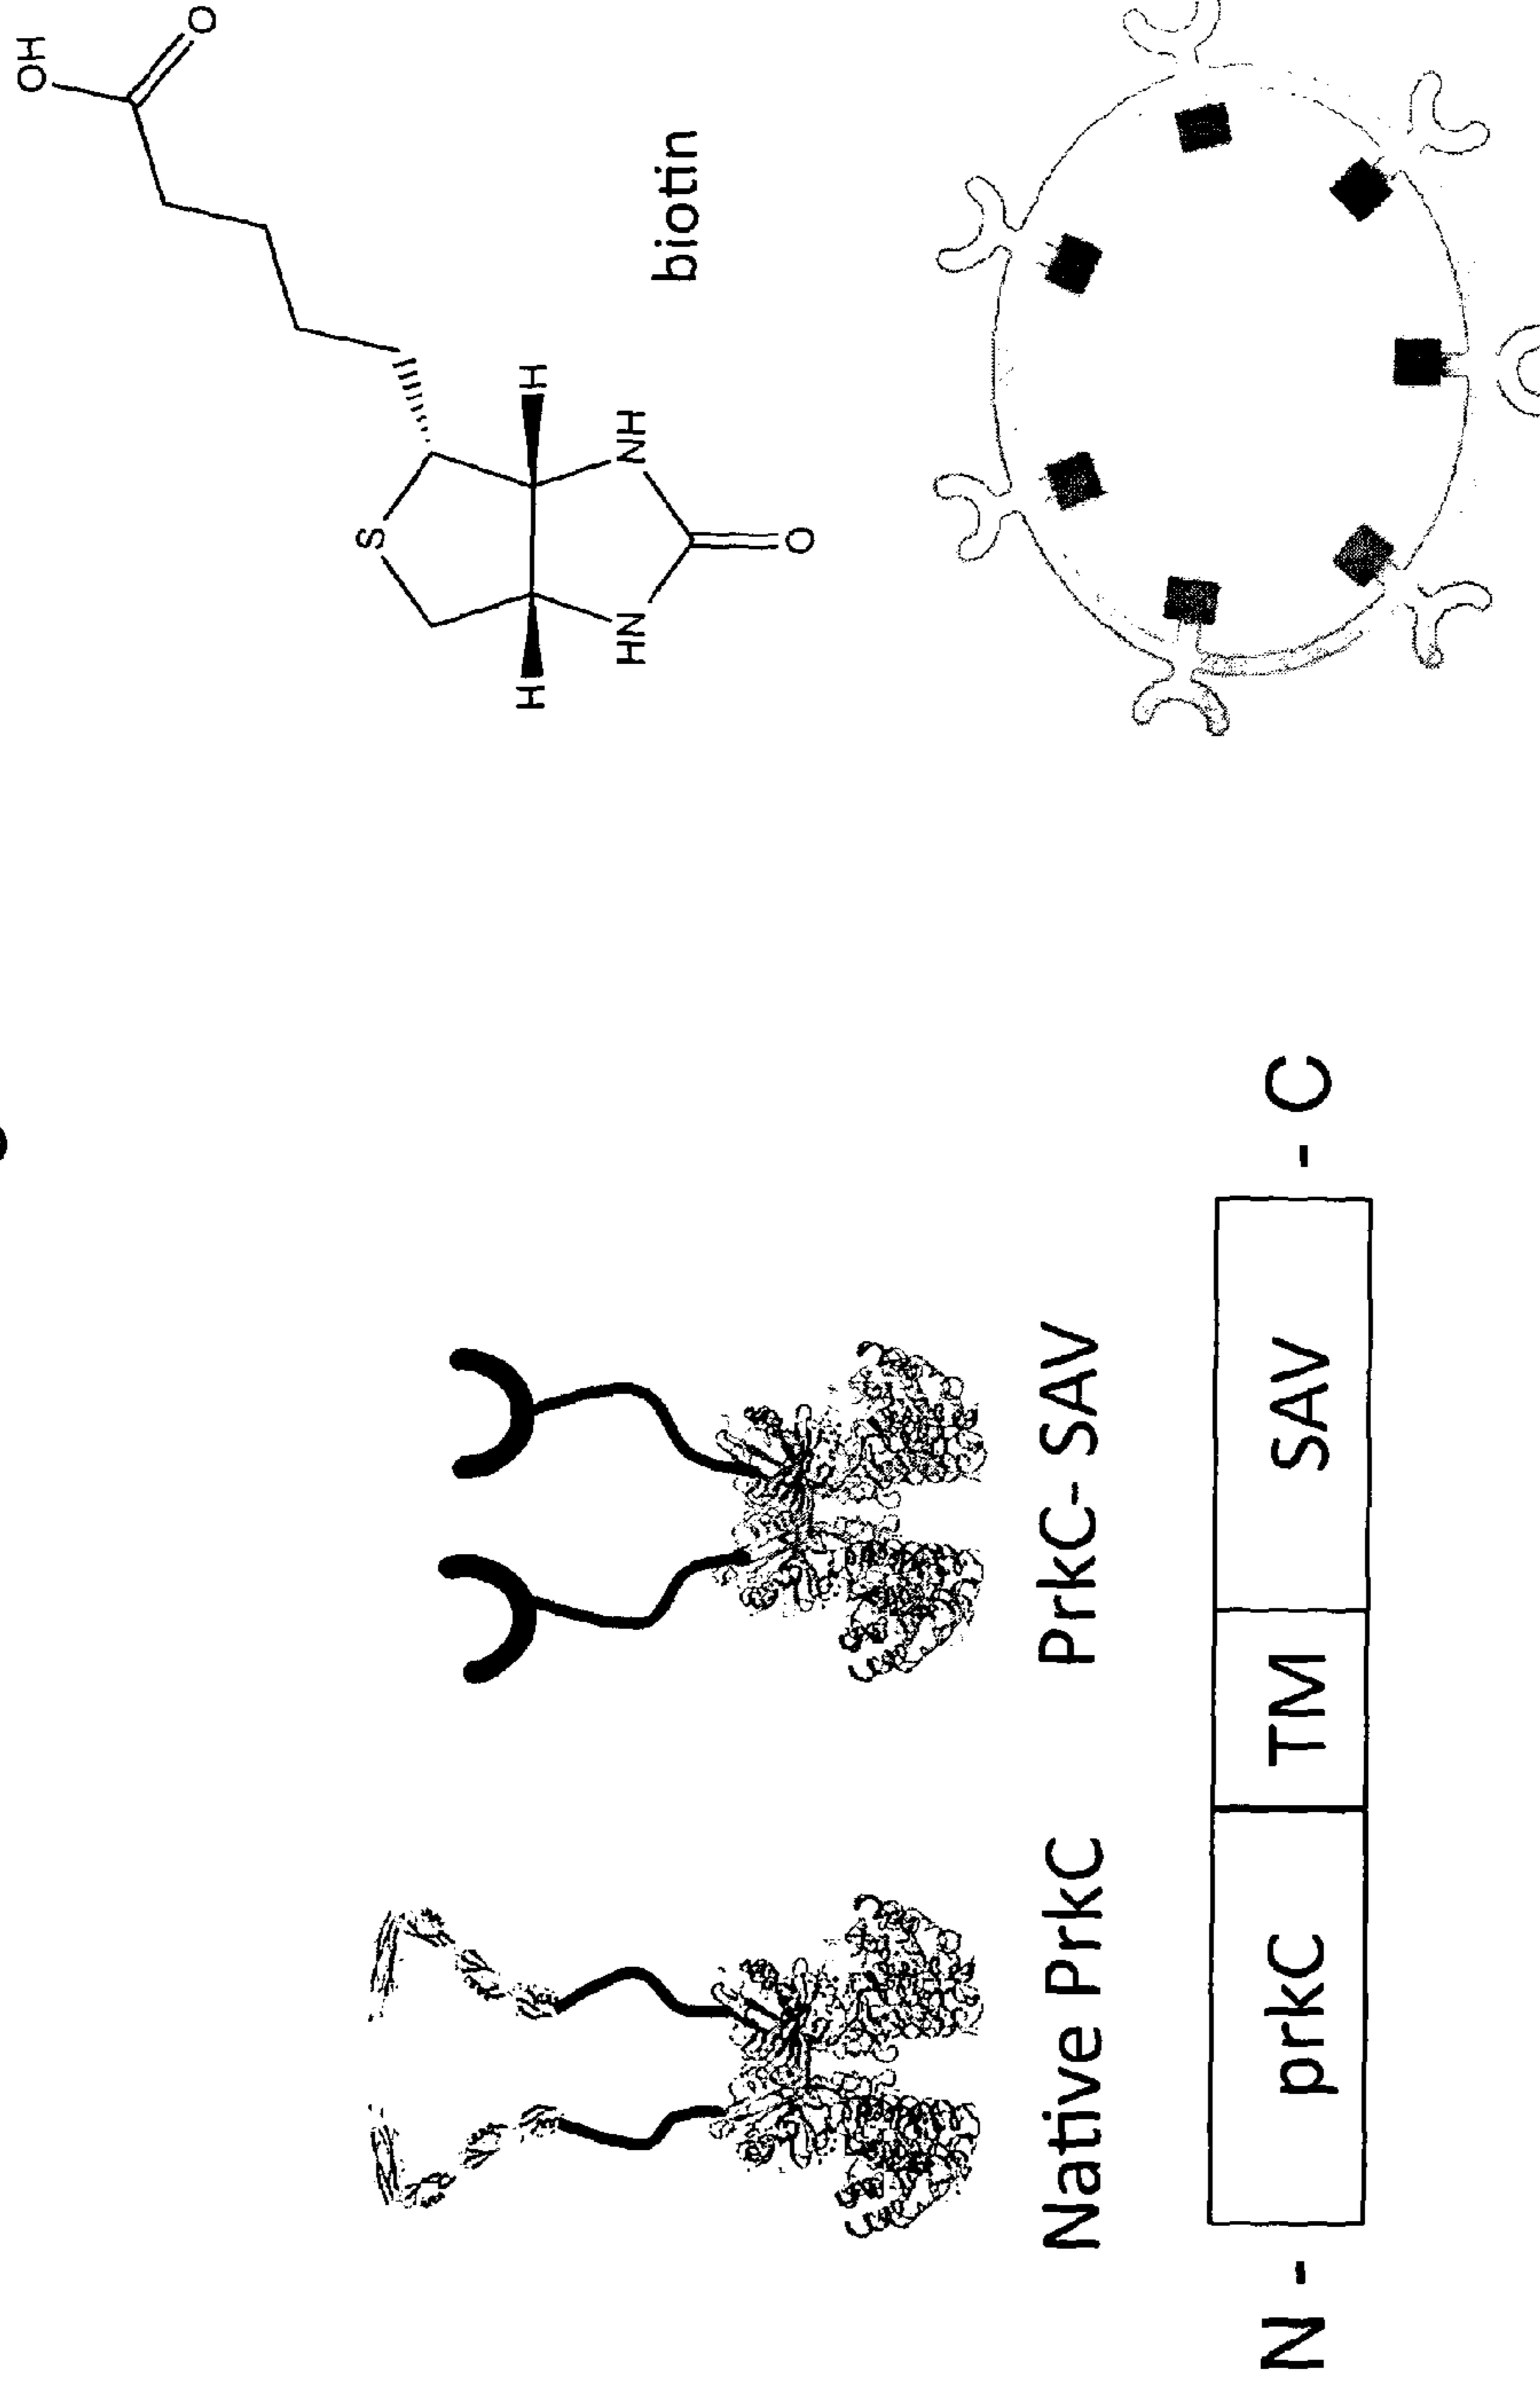 OH
O
S
H H
HN NH
biotin
O
Native PrkC PrkC- SAV
N - prkC TM SAV - C